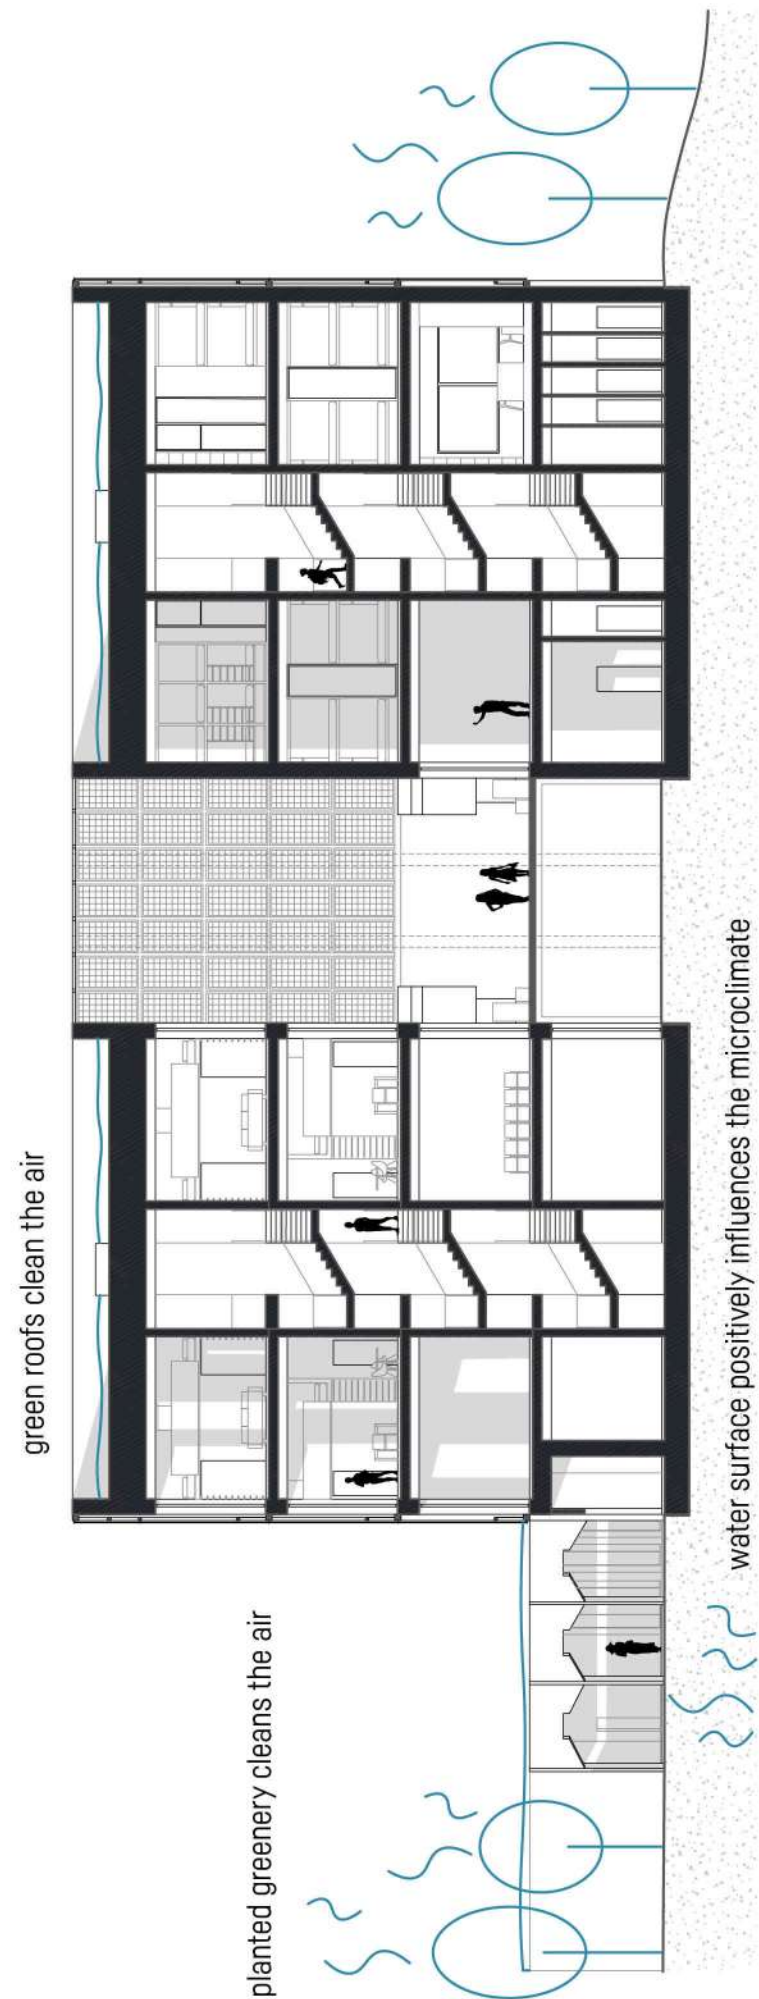 green roofs clean the air
planted greenery cleans the air
water surface positively influences the microclimate